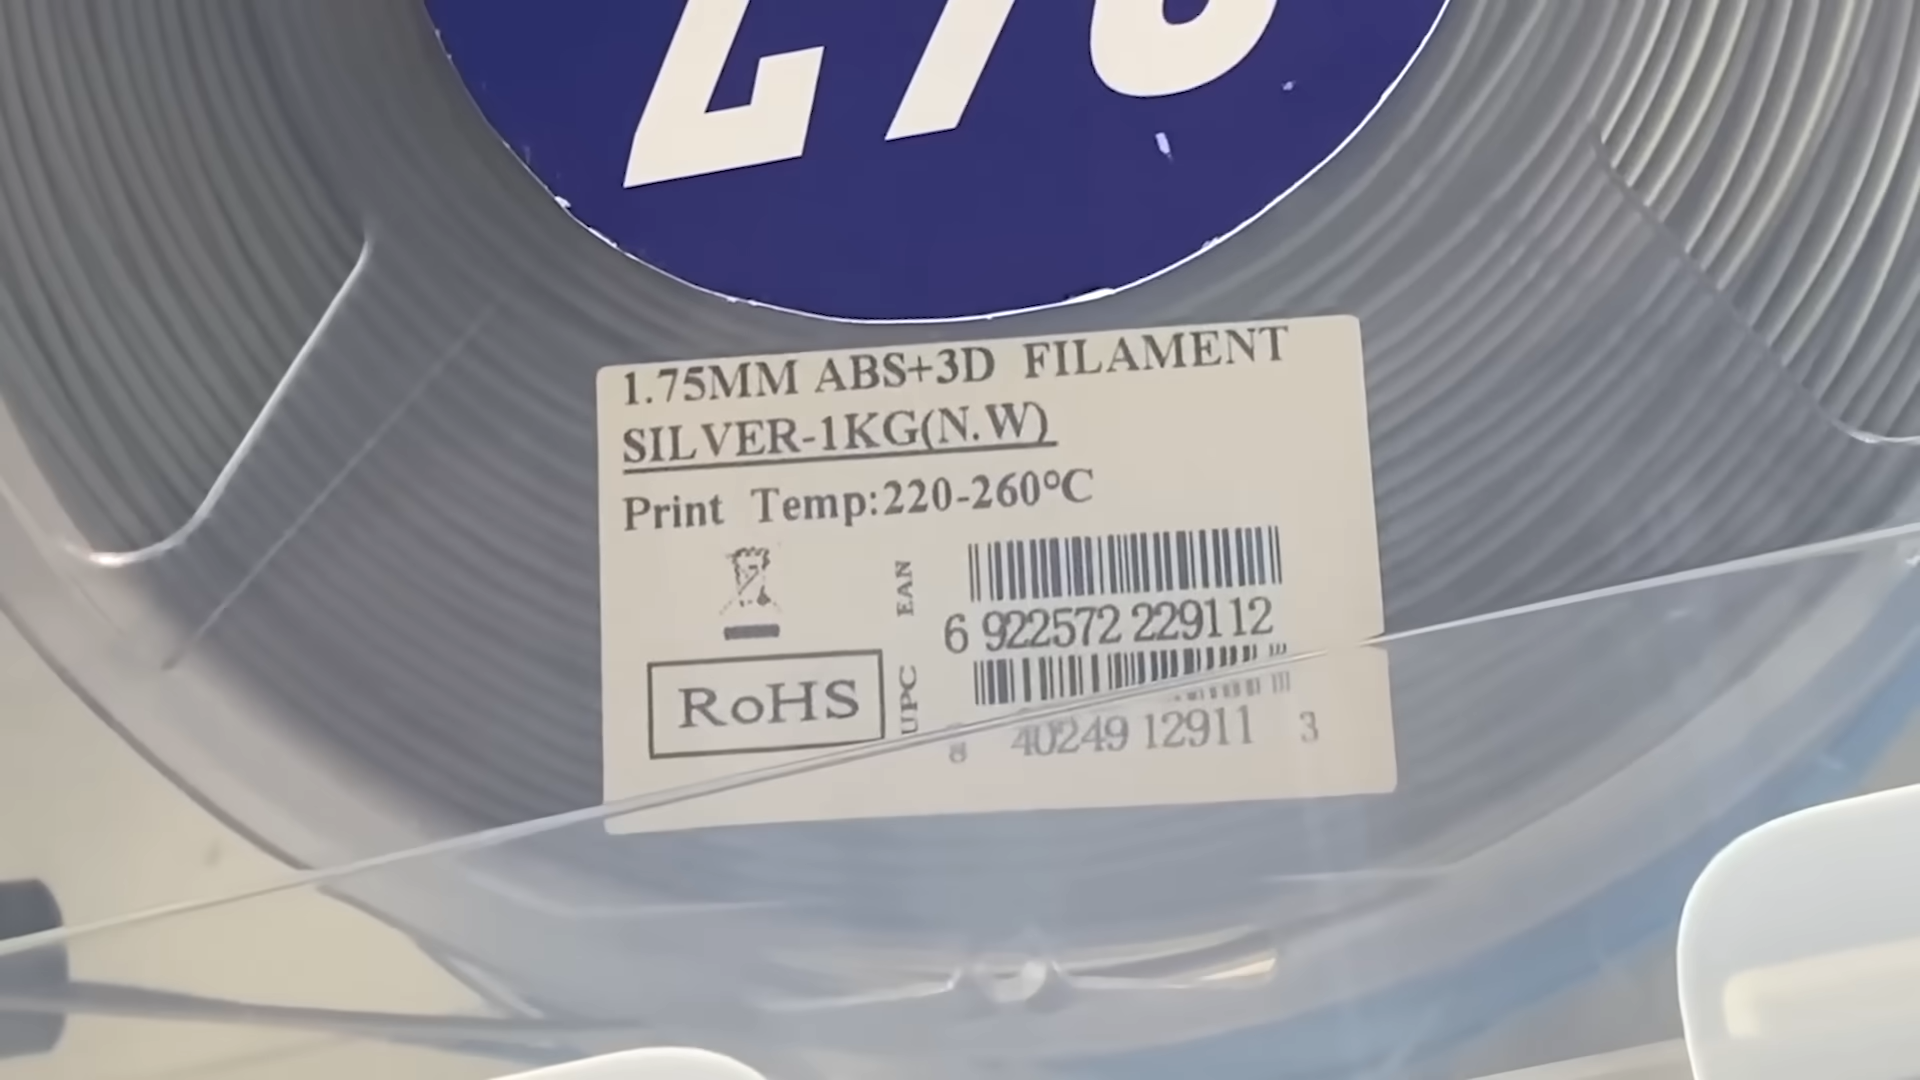 1.75MM ABS+3D FILAMENT
SILVER-1KG(N.W)
Print Temp:220-260°C
EAN
6 922572 229112
RoHS
UPC
8 40249 12911 3